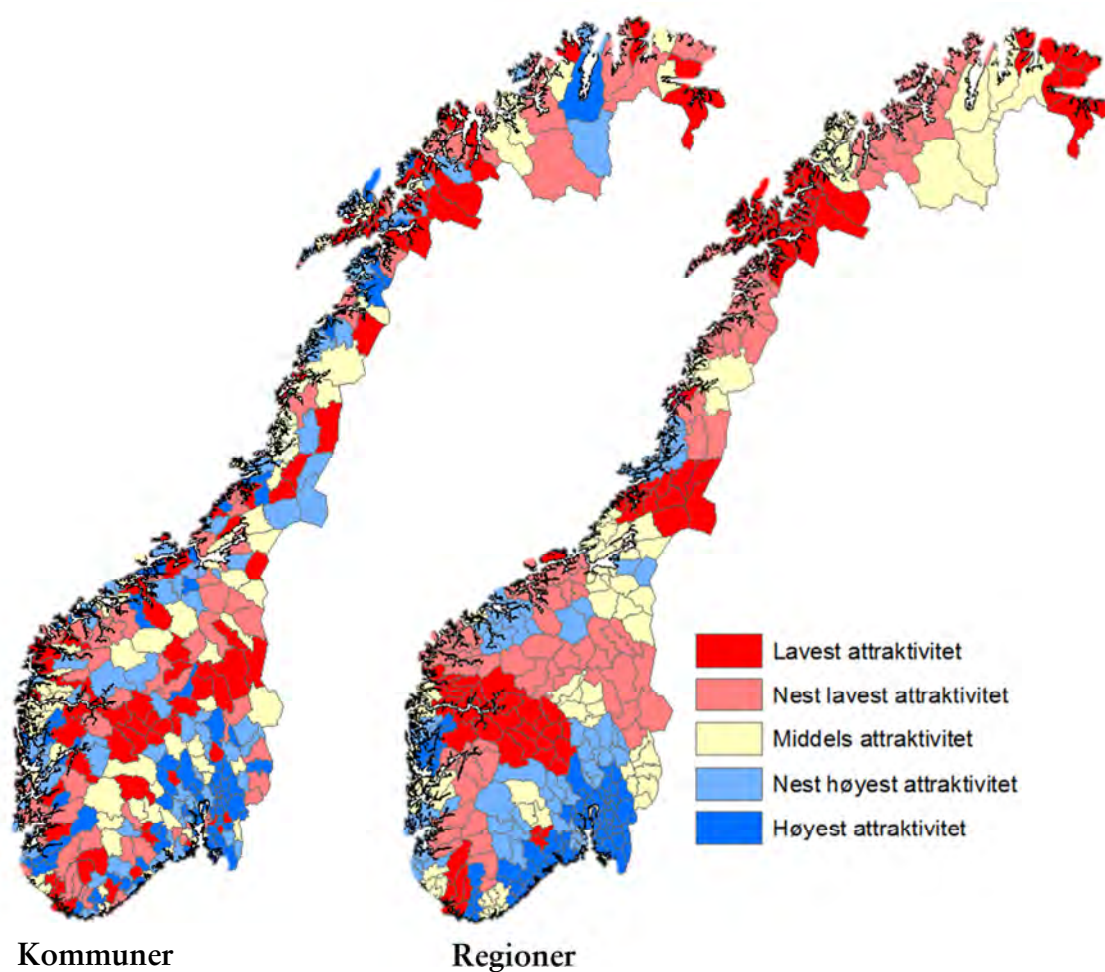 Lavest attraktivitet
Nest lavest attraktivitet
Middels attraktivitet
Nest høyest attraktivitet
Høyest attraktivitet
Kommuner
Regioner